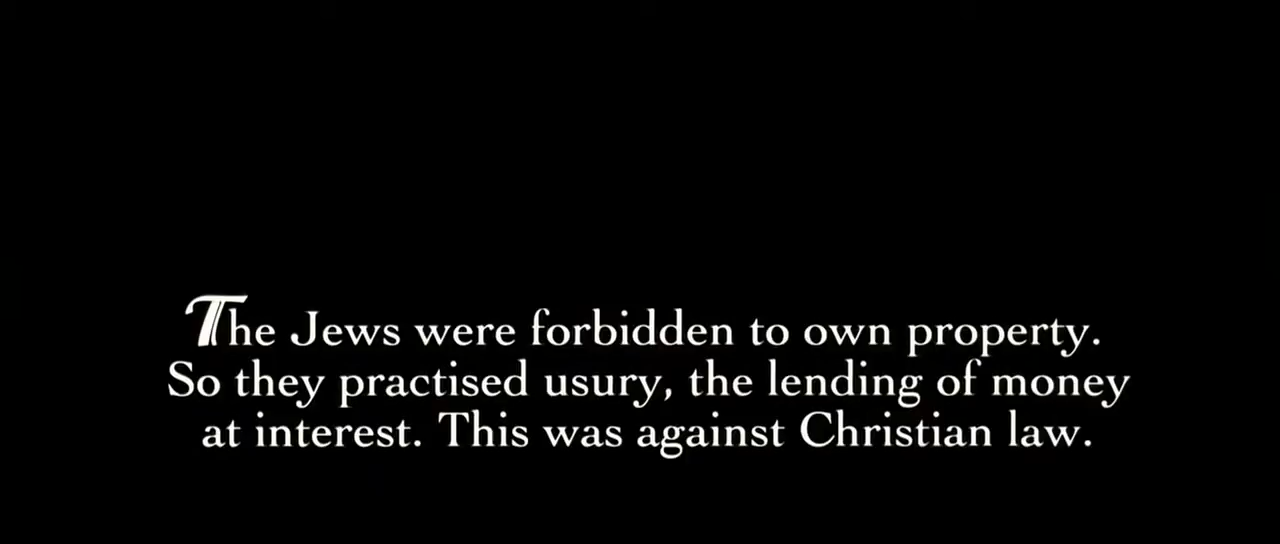 The Jews were forbidden to own property.
So they practised usury, the lending of money
at interest. This was against Christian law.